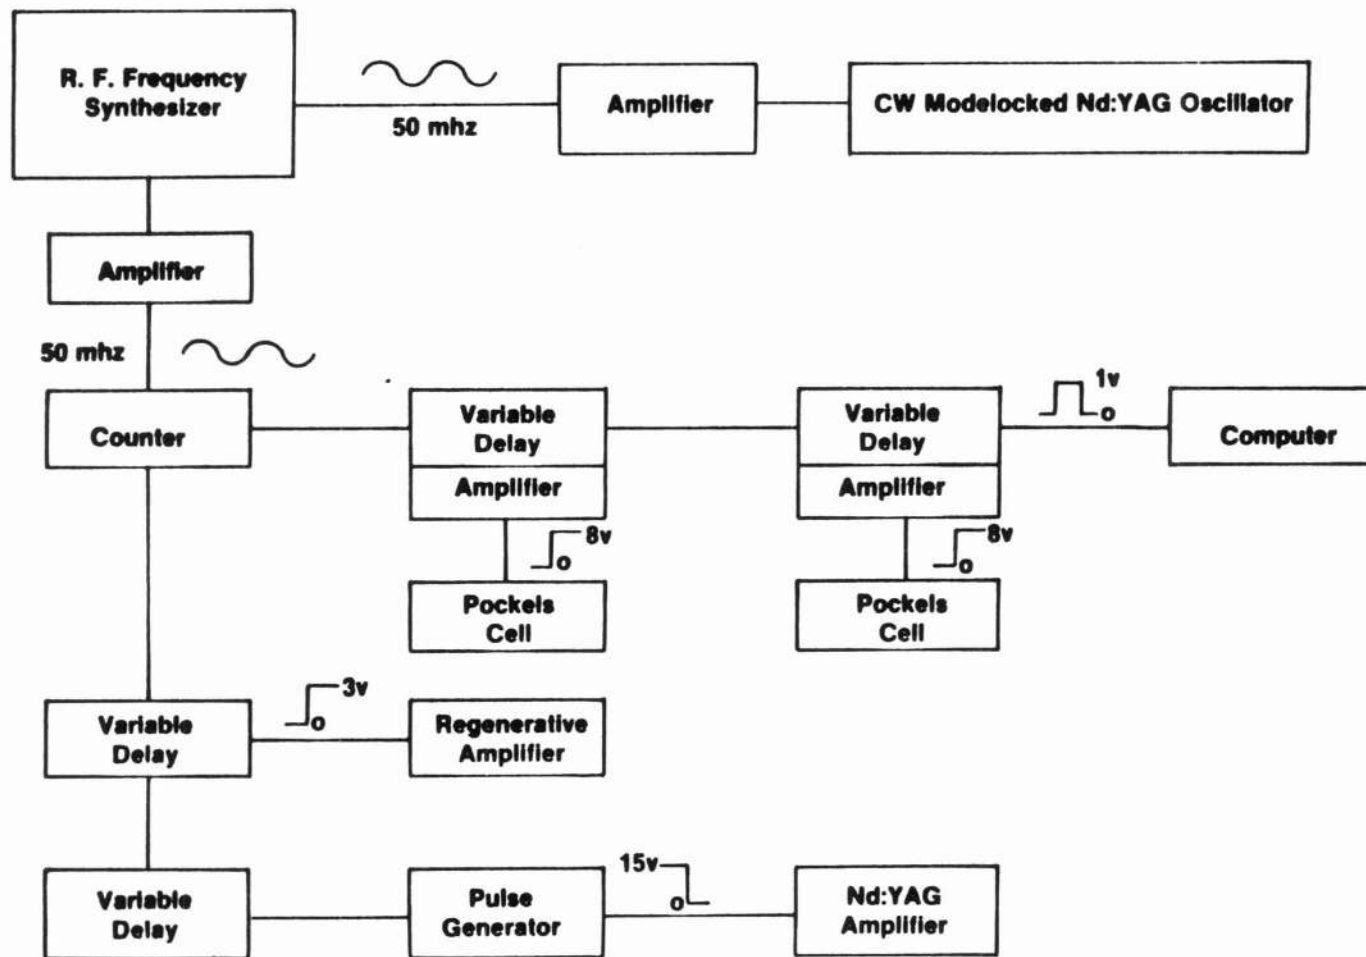 R. F. Frequency
Synthesizer
50 mhz
Amplifier
CW Modelocked Nd:YAG Oscillator
Amplifier
50 mhz
Counter
Variable
Delay
Amplifier
8v
o
Pockels
Cell
Variable
Delay
Amplifier
8v
o
Pockels
Cell
1v
o
Computer
Variable
Delay
3v
o
Regenerative
Amplifier
Variable
Delay
Pulse
Generator
15v
o
Nd:YAG
Amplifier